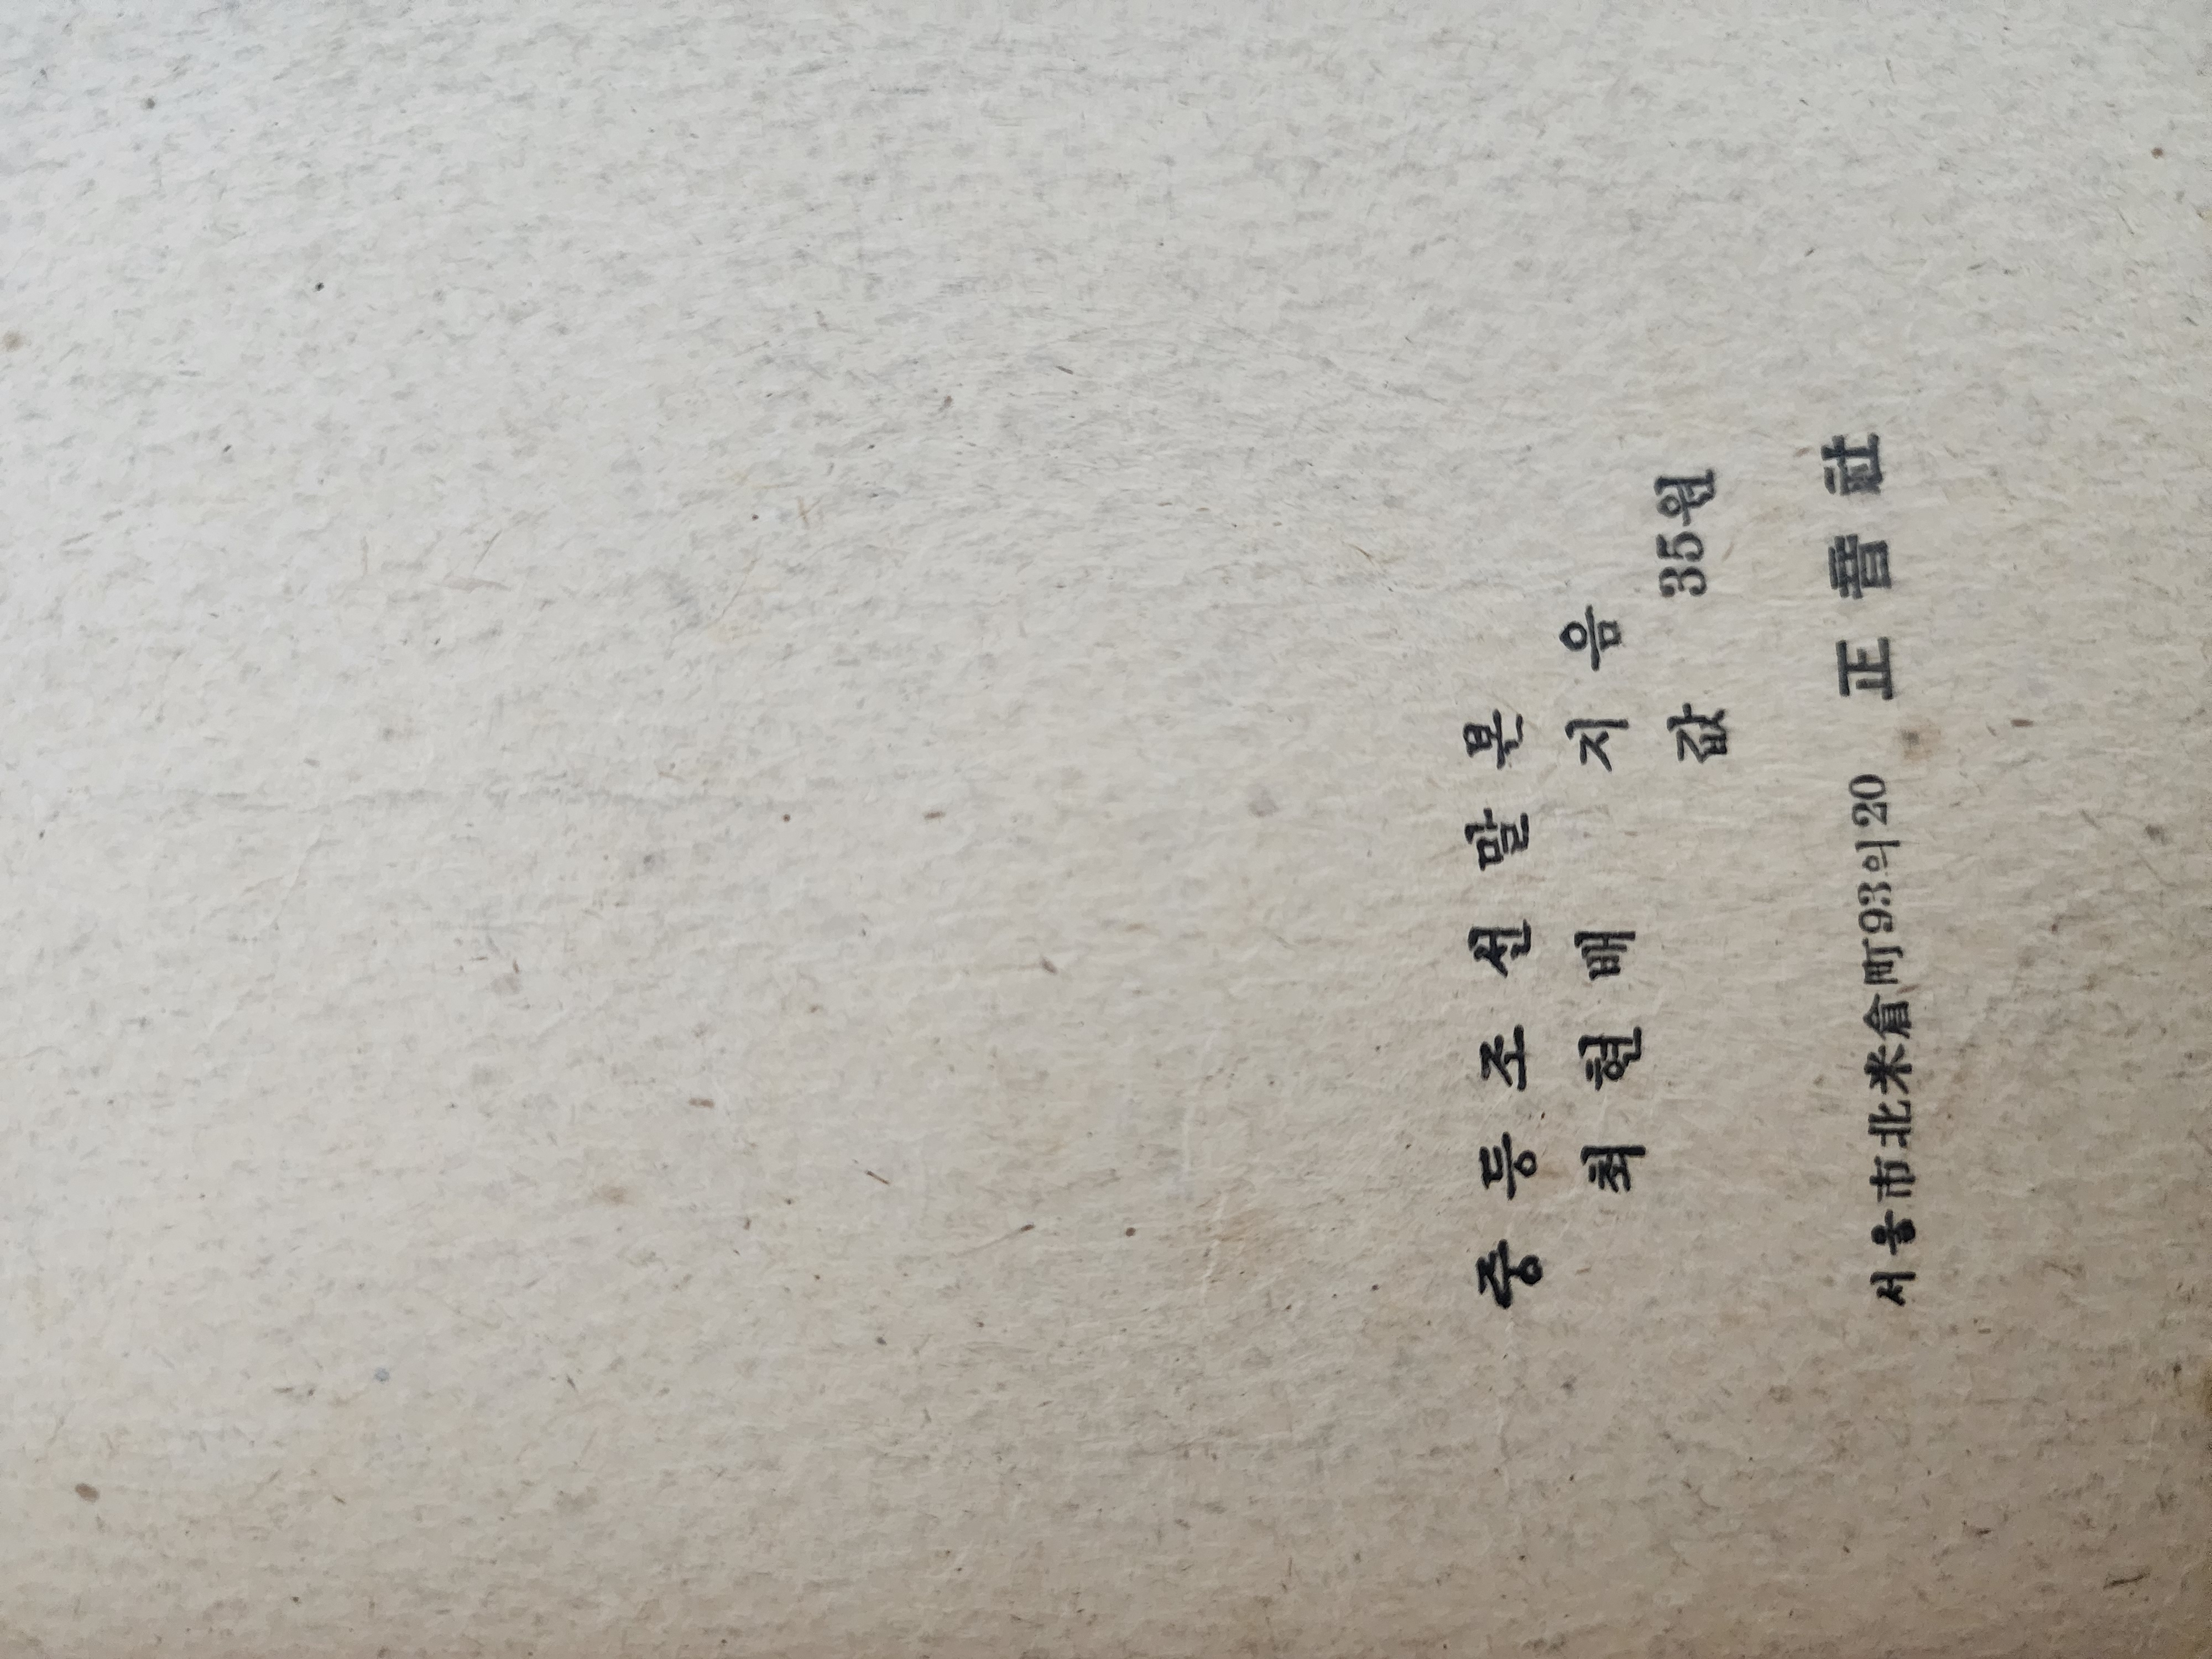 중등조선말본
최현배 지음
값 35원
서울市北米倉町93의20 正音社